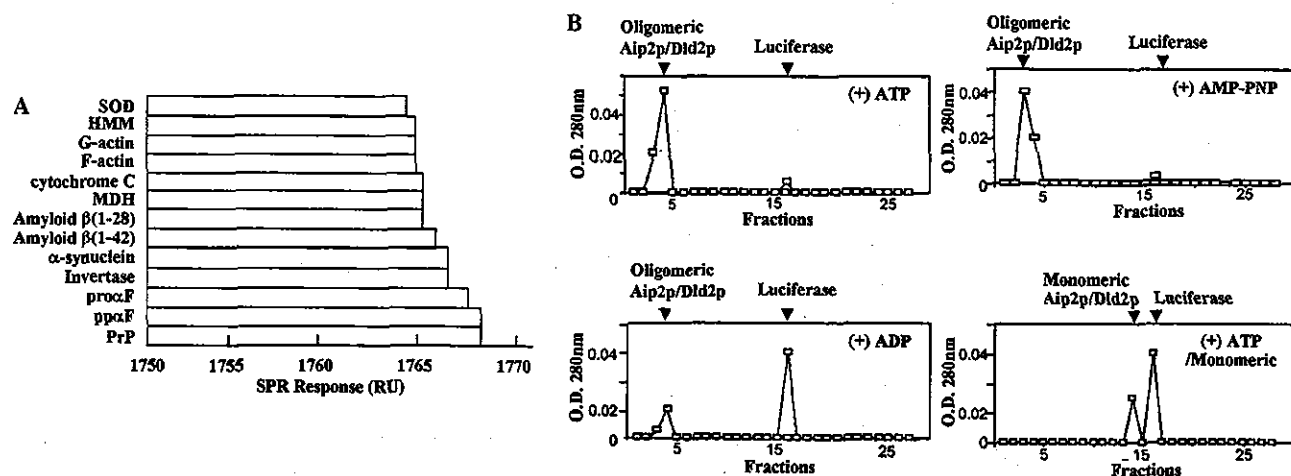 A
SOD
HMM
G-actin
F-actin
cytochrome C
MDH
Amyloid β(1-28)
Amyloid β(1-42)
α-synuclein
Invertase
proαF
ppαF
PrP
1750 1755 1760 1765 1770
SPR Response (RU)
B
Oligomeric
Aip2p/Dld2p
Luciferase
(+) ATP
O.D. 280nm
0.04
0.02
0
5 15 25
Fractions
Oligomeric
Aip2p/Dld2p
Luciferase
(+) AMP-PNP
O.D. 280nm
0.04
0.02
0
5 15 25
Fractions
Oligomeric
Aip2p/Dld2p
Luciferase
(+) ADP
O.D. 280nm
0.04
0.02
0
5 15 25
Fractions
Monomeric
Aip2p/Dld2p
Luciferase
(+) ATP
/Monomeric
O.D. 280nm
0.04
0.02
0
5 15 25
Fractions